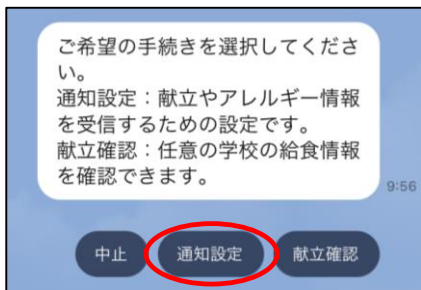 ご希望の手続きを選択してくださ
い。
通知設定：献立やアレルギー情報
を受信するための設定です。
献立確認：任意の学校の給食情報
を確認できます。
9:56
中止 通知設定 献立確認